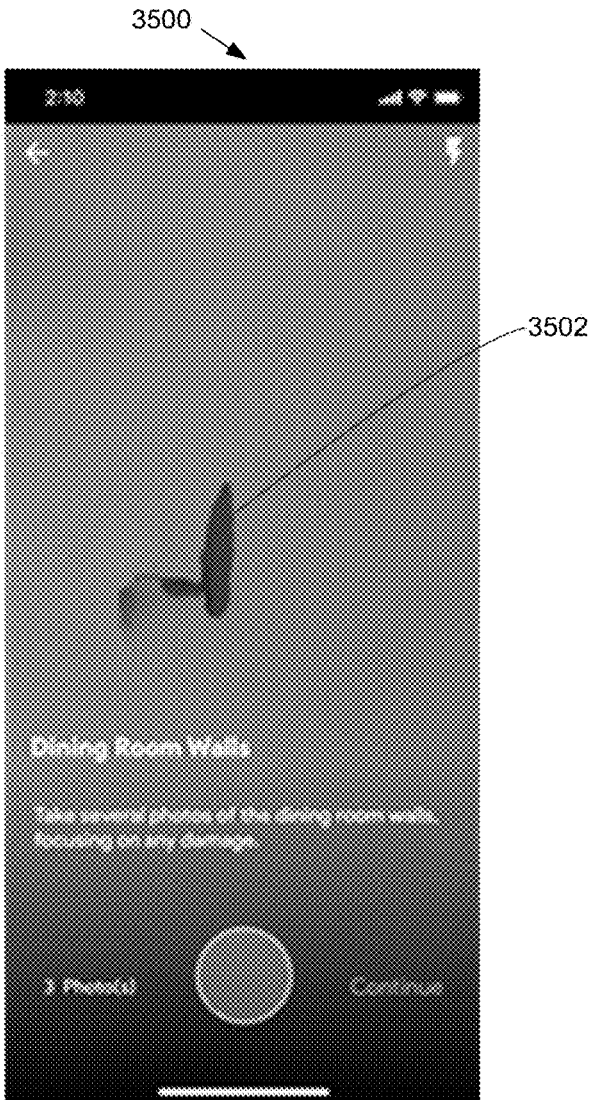 3500
2:10
3502
Dining Room Walls
Take several photos of the dining room walls,
focusing on any damage.
3 Photo(s)
Continue